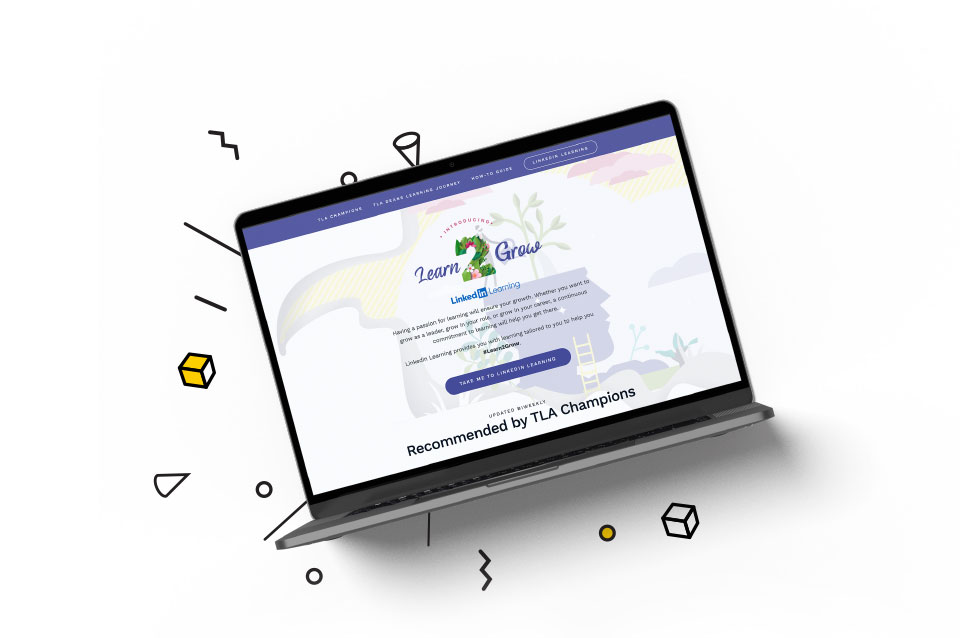 TLA CHAMPIONS TLA DEGREED LEARNING JOURNEY HOW-TO GUIDE LINKEDIN LEARNING
• INTRODUCING •
Learn 2 Grow
LinkedIn Learning
Having a passion for learning will ensure your growth. Whether you want to
grow as a leader, grow in your role, or grow in your career, a continuous
commitment to learning will help you get there.
LinkedIn Learning provides you with learning tailored to you to help you
#Learn2Grow.
TAKE ME TO LINKEDIN LEARNING
UPDATED BIWEEKLY
Recommended by TLA Champions